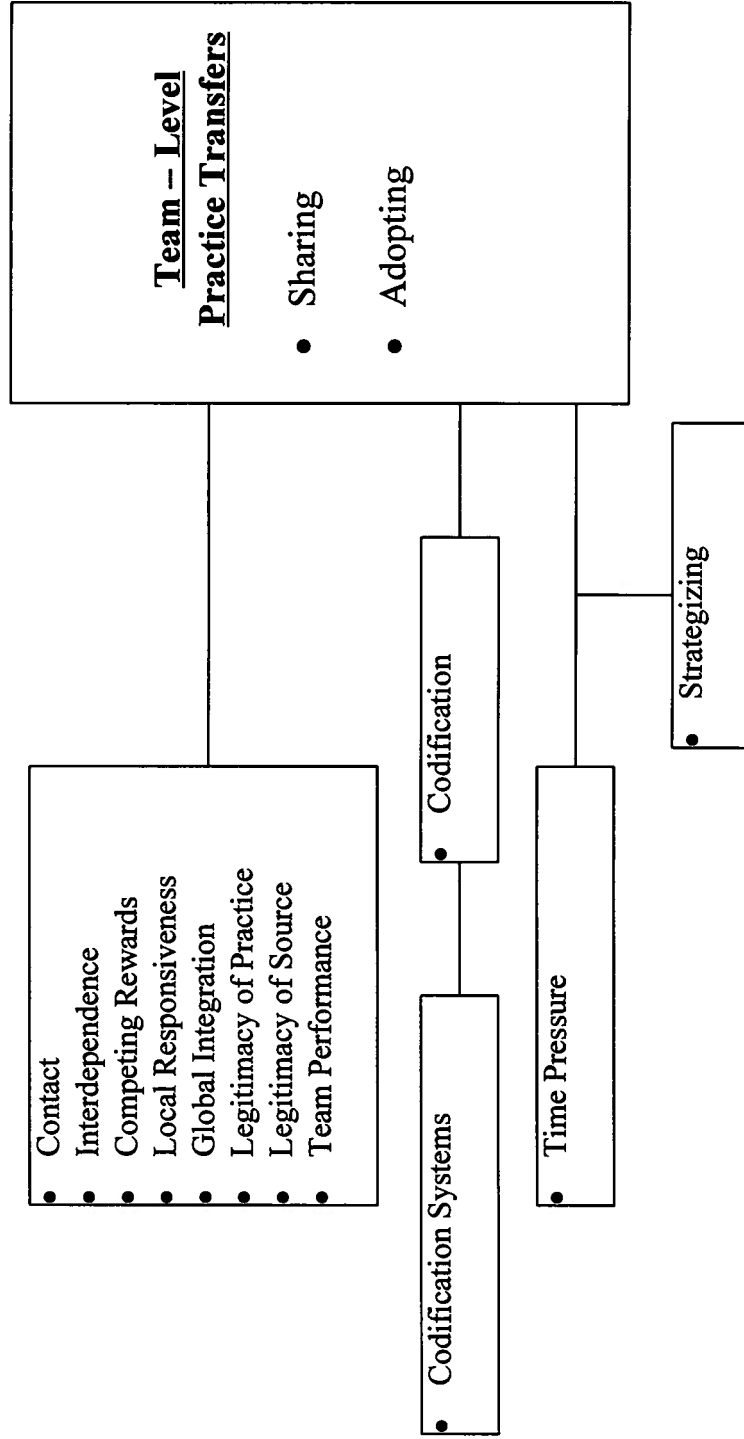 • Contact
• Interdependence
• Competing Rewards
• Local Responsiveness
• Global Integration
• Legitimacy of Practice
• Legitimacy of Source
• Team Performance
• Codification Systems
• Codification
• Time Pressure
• Strategizing
Team – Level
Practice Transfers
• Sharing
• Adopting